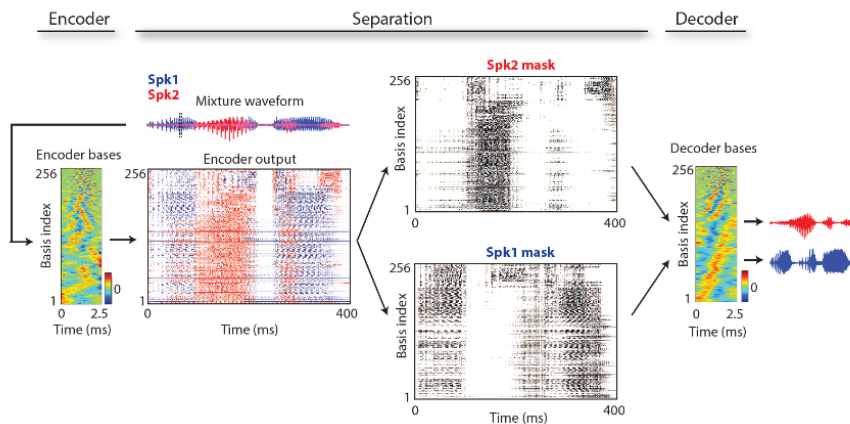 Encoder
Separation
Decoder
Spk1
Spk2
Mixture waveform
Encoder bases
256
Basis index
1
0
0 2.5
Time (ms)
Encoder output
256
1
0 400
Time (ms)
Spk2 mask
256
Basis index
1
0 400
Spk1 mask
256
Basis index
1
0 400
Time (ms)
Decoder bases
256
Basis index
1
0
0 2.5
Time (ms)